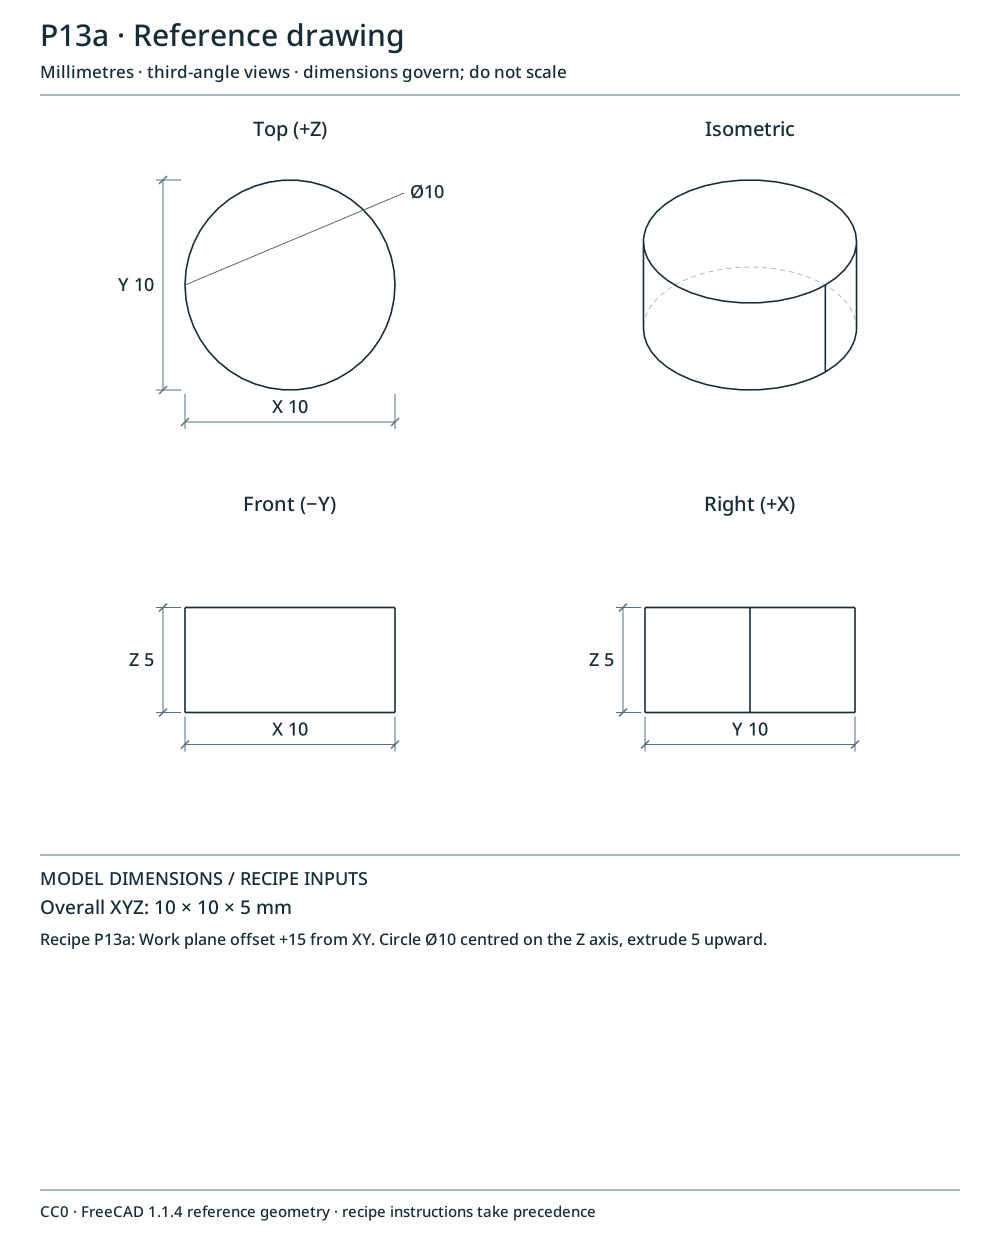 P13a · Reference drawing
Millimetres · third-angle views · dimensions govern; do not scale
Top (+Z)
Isometric
Ø10
Y 10
X 10
Front (−Y)
Right (+X)
Z 5
X 10
Z 5
Y 10
MODEL DIMENSIONS / RECIPE INPUTS
Overall XYZ: 10 × 10 × 5 mm
Recipe P13a: Work plane offset +15 from XY. Circle Ø10 centred on the Z axis, extrude 5 upward.
CC0 · FreeCAD 1.1.4 reference geometry · recipe instructions take precedence